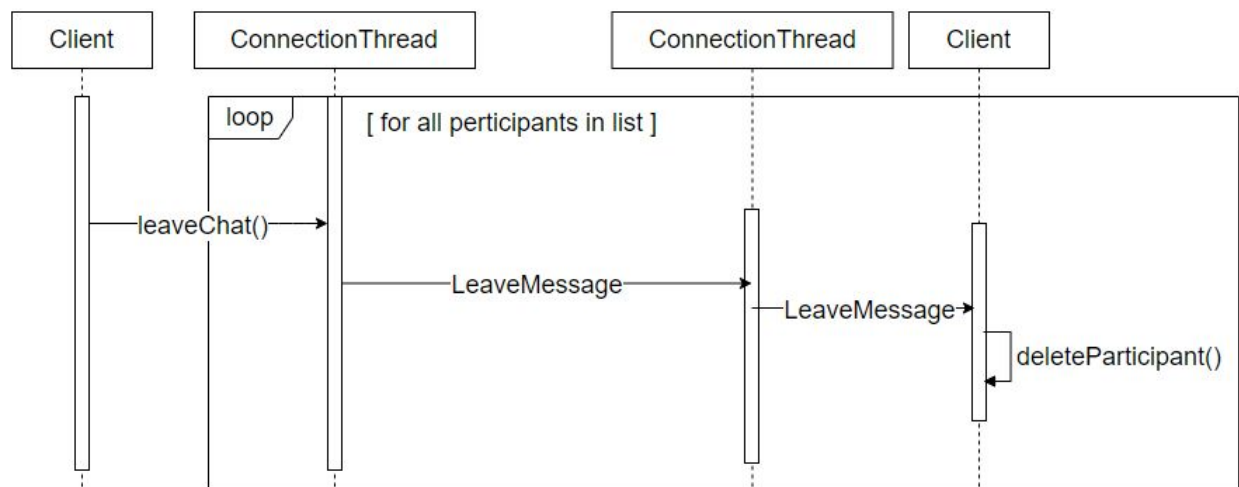 Client
ConnectionThread
ConnectionThread
Client
loop
[ for all perticipants in list ]
leaveChat()
LeaveMessage
LeaveMessage
deleteParticipant()